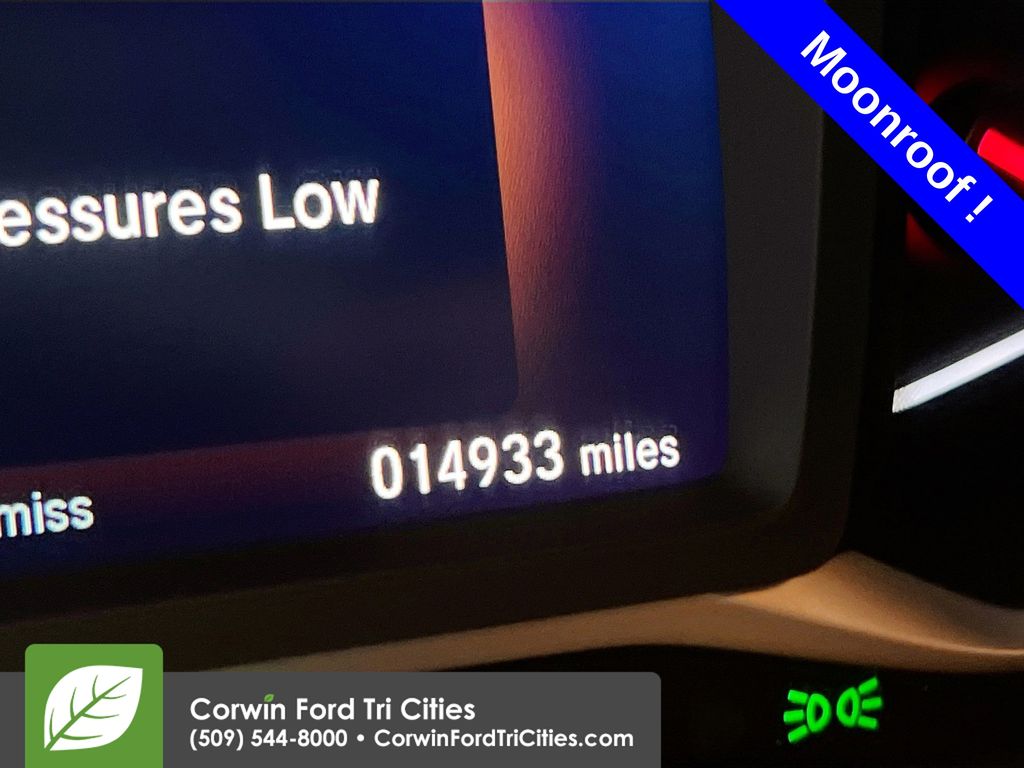 Moonroof !
essures Low
014933 miles
miss
Corwin Ford Tri Cities
(509) 544-8000 • CorwinFordTriCities.com